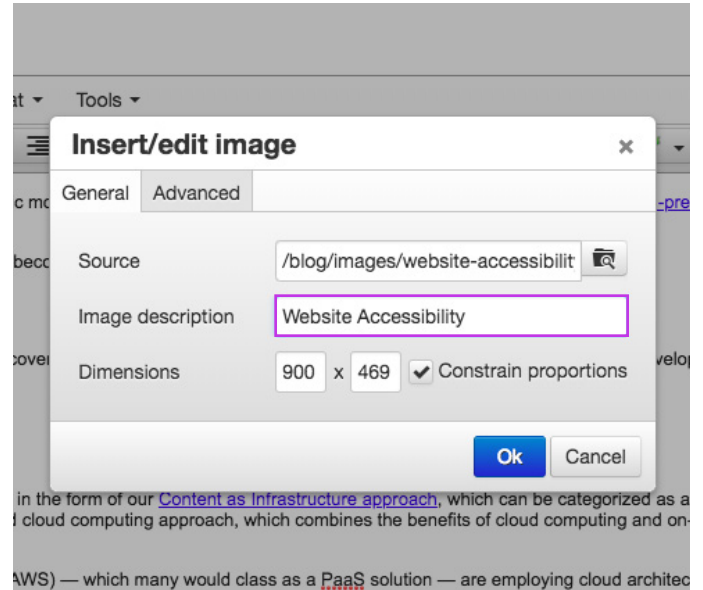 Tools
Insert/edit image
General Advanced
-pre
Source /blog/images/website-accessibilit
Image description Website Accessibility
Dimensions 900 x 469 Constrain proportions
Ok Cancel
in the form of our Content as Infrastructure approach, which can be categorized as a
cloud computing approach, which combines the benefits of cloud computing and on-
AWS) — which many would class as a PaaS solution — are employing cloud architec